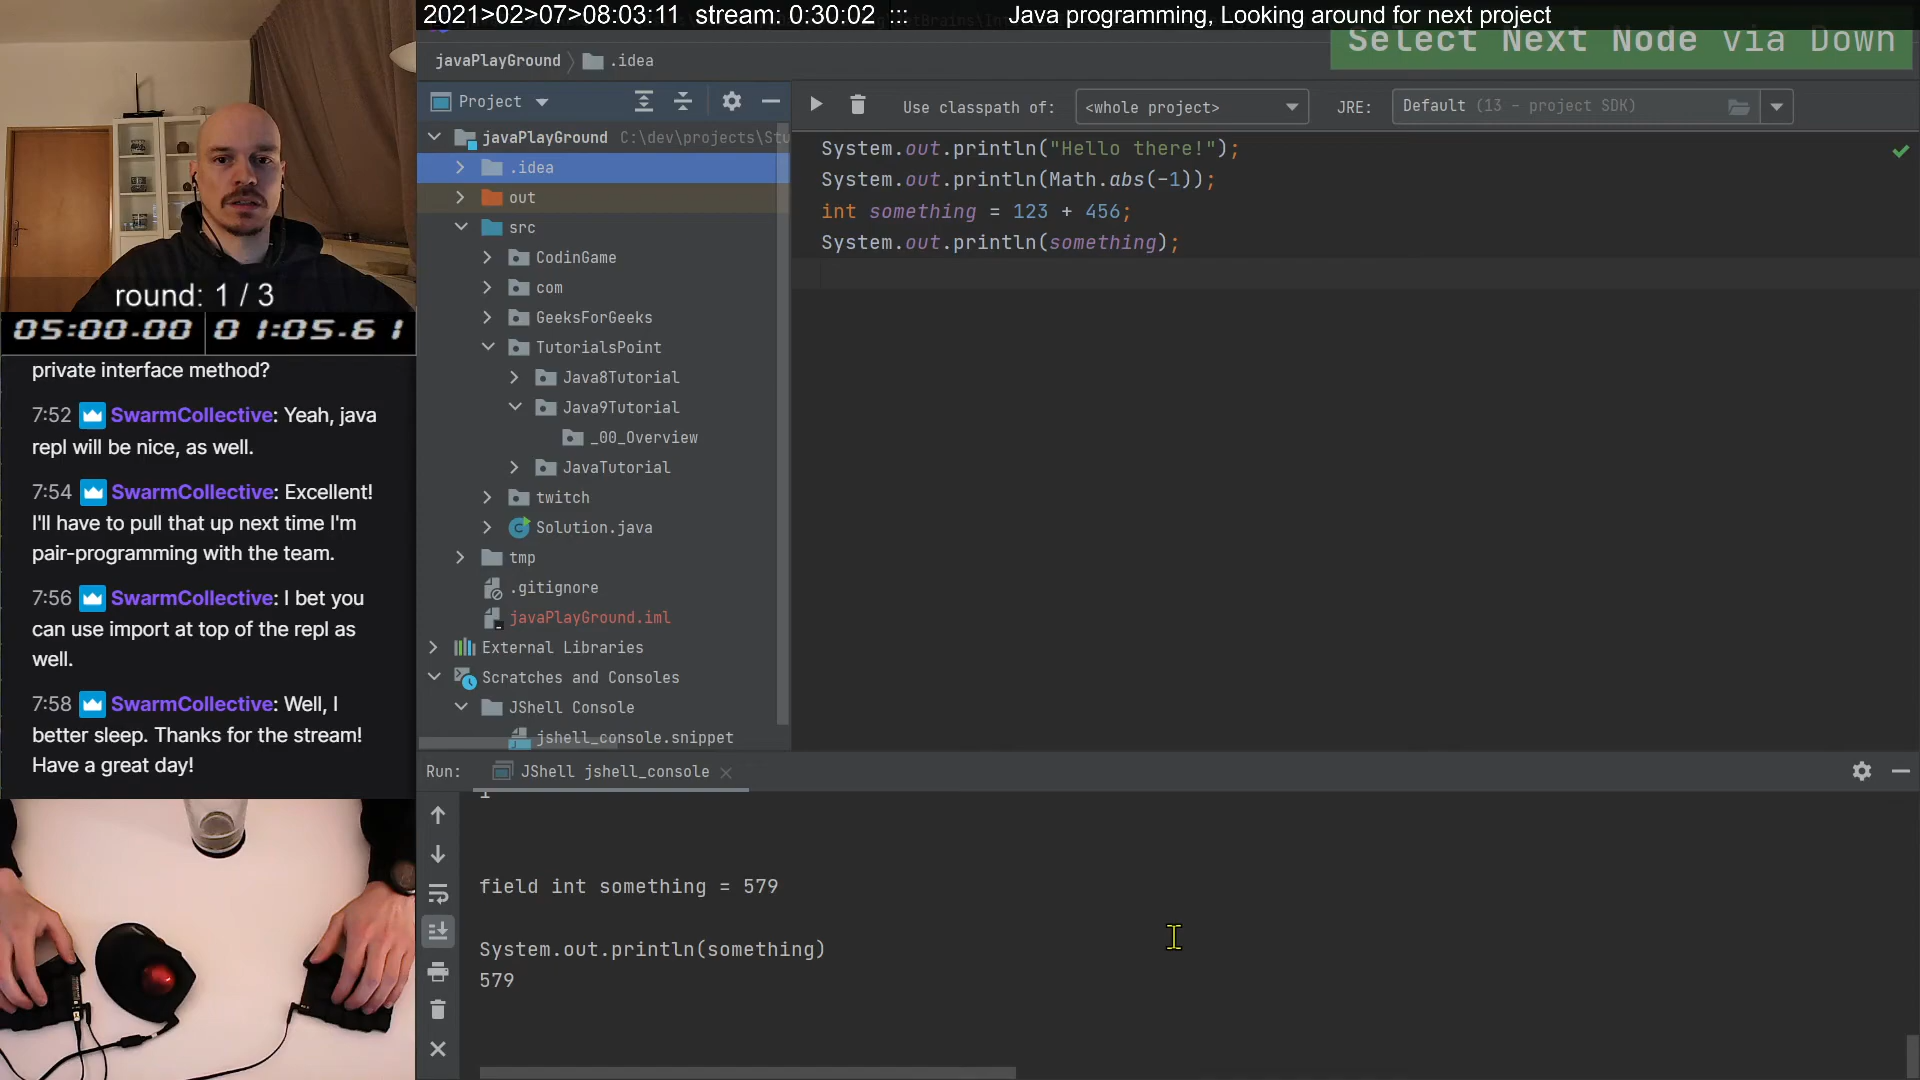 2021>02>07>08:03:11 stream: 0:30:02 ::: Java programming, Looking around for next project
Select Next Node via Down
javaPlayGround .idea
Project
Use classpath of: <whole project> JRE: Default (13 - project SDK)
javaPlayGround C:\dev\projects\Stu
.idea
out
src
CodinGame
com
GeeksForGeeks
TutorialsPoint
Java8Tutorial
Java9Tutorial
_00_Overview
JavaTutorial
twitch
Solution.java
tmp
.gitignore
javaPlayGround.iml
External Libraries
Scratches and Consoles
JShell Console
jshell_console.snippet
System.out.println("Hello there!");
System.out.println(Math.abs(-1));
int something = 123 + 456;
System.out.println(something);
round: 1 / 3
05:00.00 01:05.61
private interface method?
7:52 SwarmCollective: Yeah, java
repl will be nice, as well.
7:54 SwarmCollective: Excellent!
I'll have to pull that up next time I'm
pair-programming with the team.
7:56 SwarmCollective: I bet you
can use import at top of the repl as
well.
7:58 SwarmCollective: Well, I
better sleep. Thanks for the stream!
Have a great day!
Run: JShell jshell_console
field int something = 579
System.out.println(something)
579